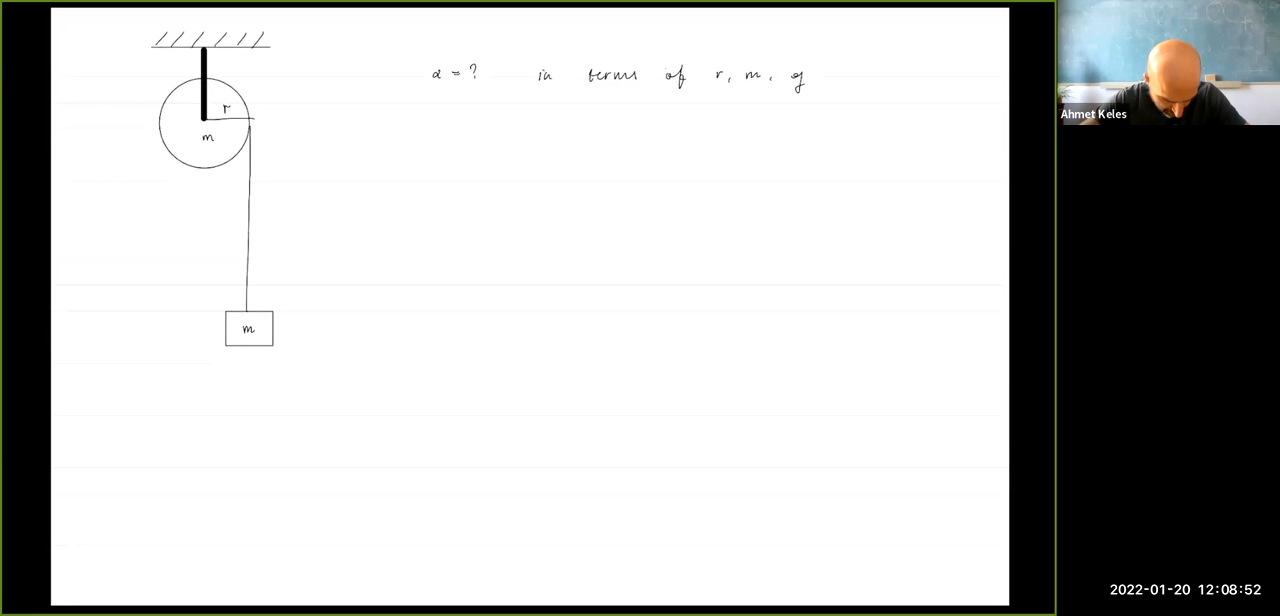 α = ? in terms of r, m, g
r
m
m
Ahmet Keles
2022-01-20 12:08:52